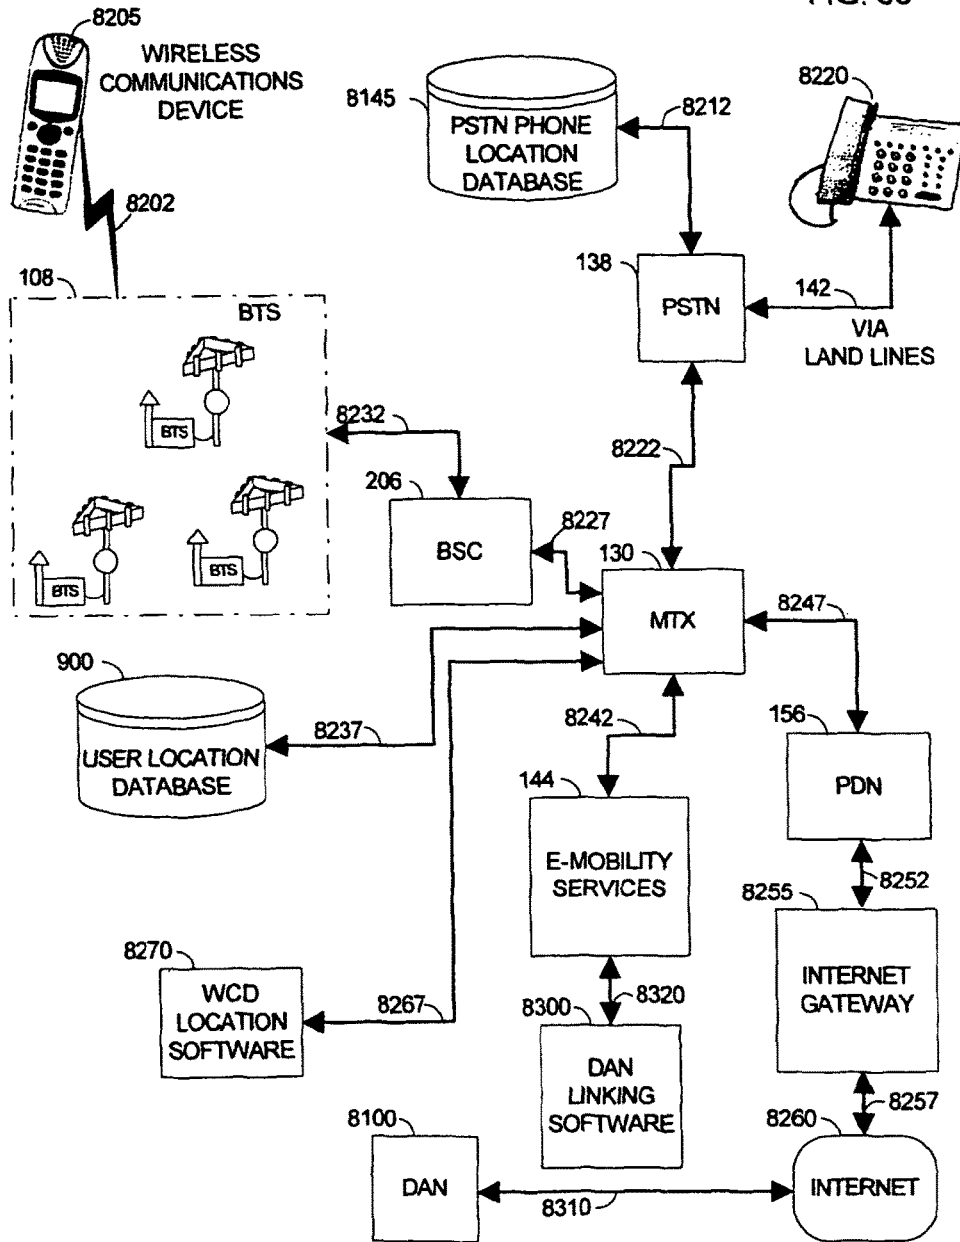 8205
WIRELESS
COMMUNICATIONS
DEVICE
8202
8145
PSTN PHONE
LOCATION
DATABASE
8212
8220
138
PSTN
142
VIA
LAND LINES
108
BTS
BTS
BTS
BTS
8232
8222
206
BSC
8227
130
MTX
8247
900
USER LOCATION
DATABASE
8237
8242
156
PDN
144
E-MOBILITY
SERVICES
8252
8255
INTERNET
GATEWAY
8270
WCD
LOCATION
SOFTWARE
8267
8320
8300
DAN
LINKING
SOFTWARE
8257
8260
INTERNET
8100
DAN
8310